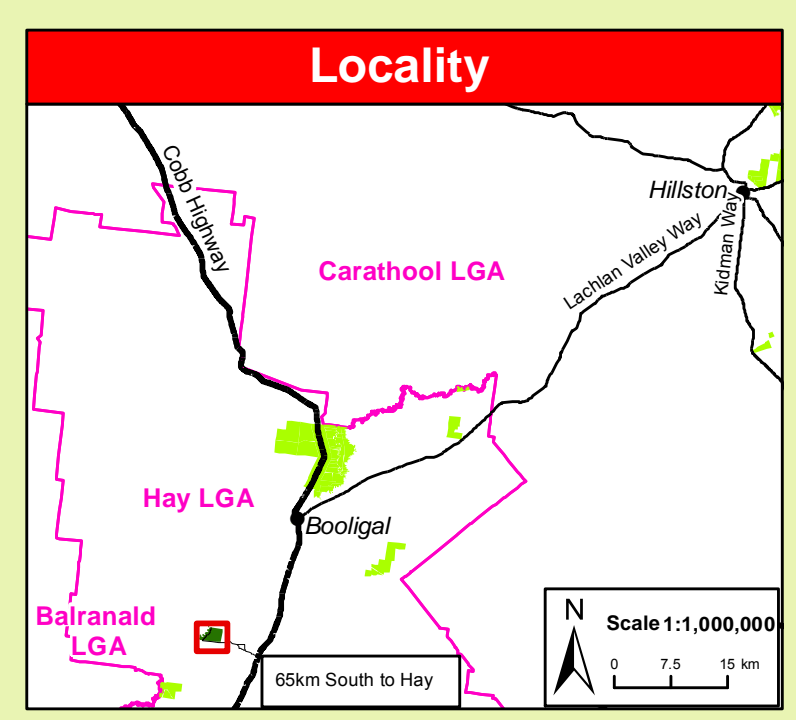 Locality
Cobb Highway
Hillston
Lachlan Valley Way
Kidman Way
Carathool LGA
Hay LGA
Booligal
Balranald
LGA
65km South to Hay
N
Scale 1:1,000,000
0 7.5 15 km